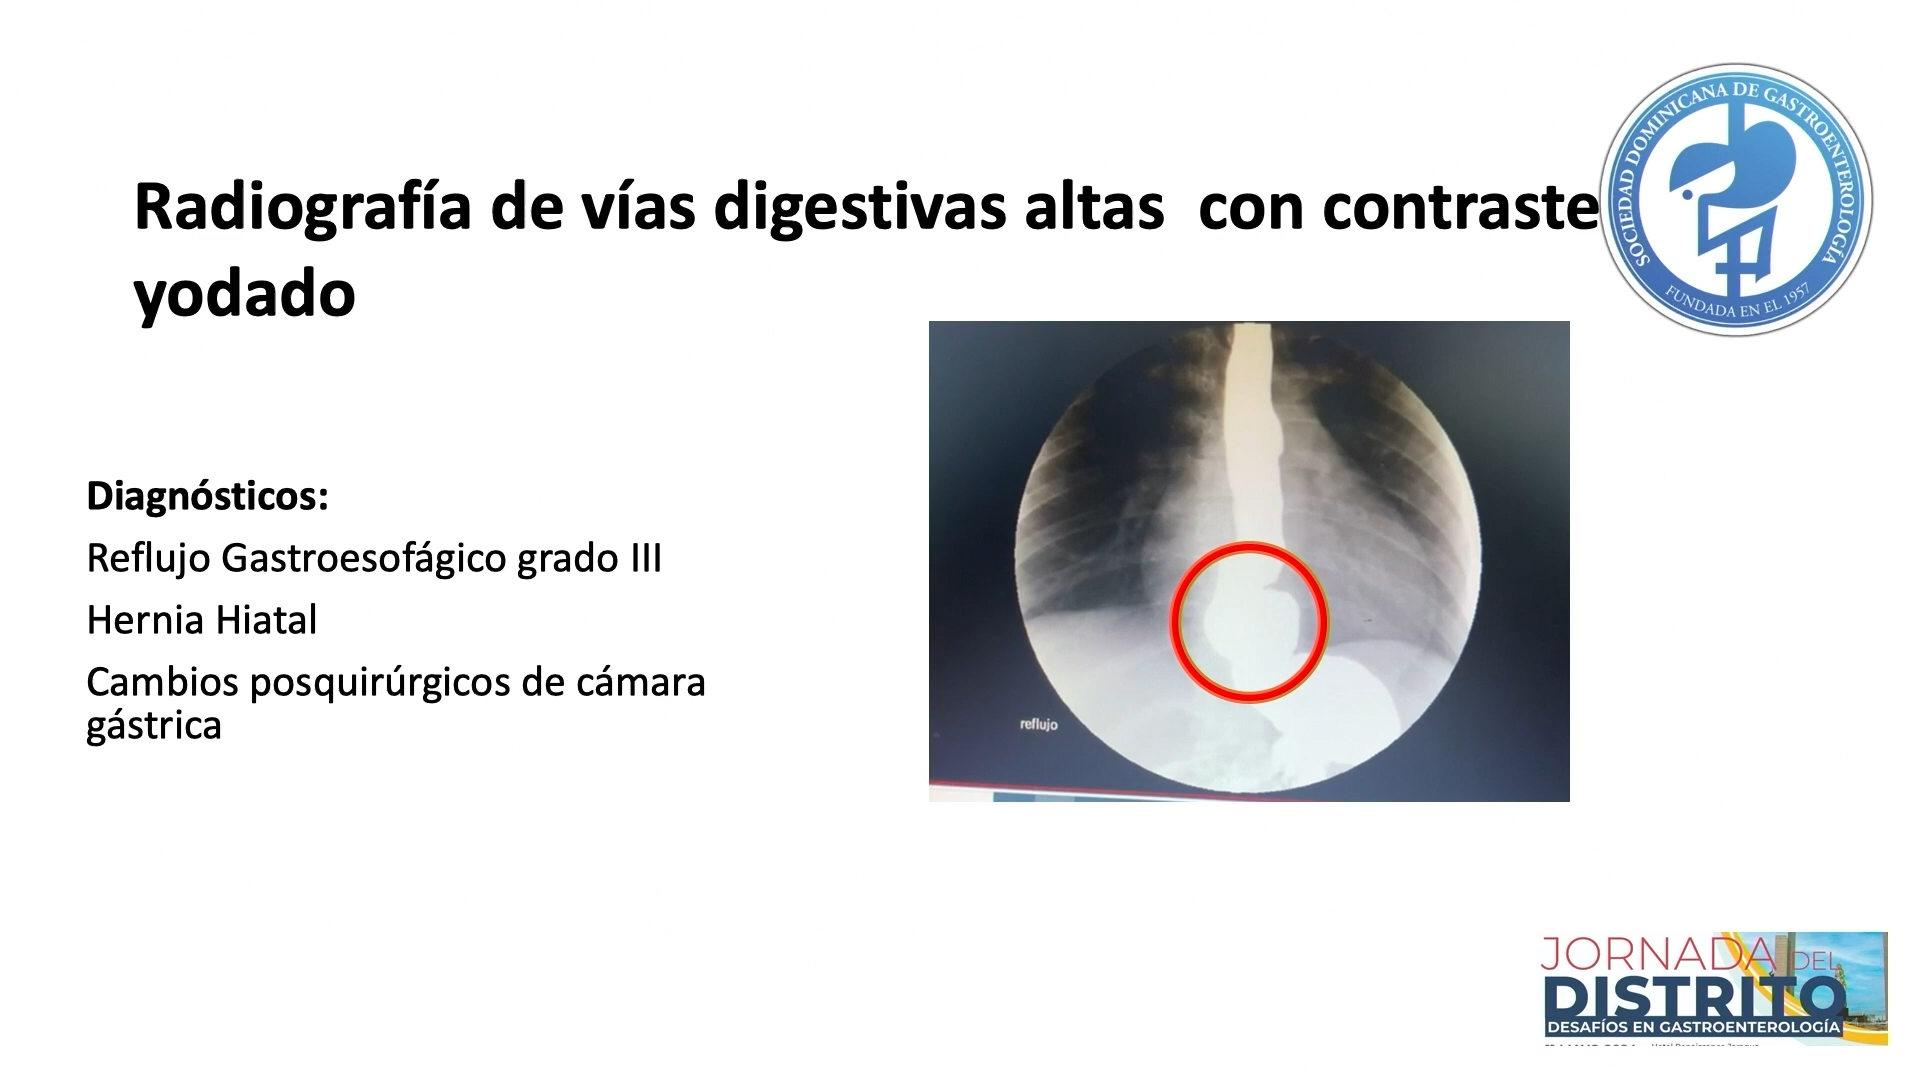 Radiografía de vías digestivas altas con contraste
yodado
SOCIEDAD DOMINICANA DE GASTROENTEROLOGÍA
FUNDADA EN EL 1957
Diagnósticos:
Reflujo Gastroesofágico grado III
Hernia Hiatal
Cambios posquirúrgicos de cámara
gástrica
reflujo
JORNADA DEL
DISTRITO
DESAFÍOS EN GASTROENTEROLOGÍA